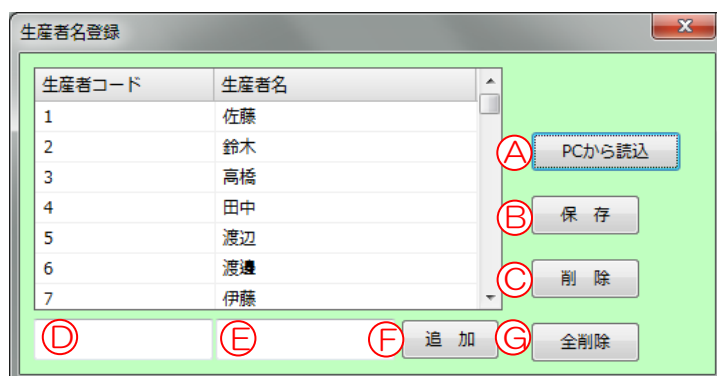 生産者名登録
生産者コード 生産者名
1 佐藤
2 鈴木
3 高橋
4 田中
5 渡辺
6 渡邊
7 伊藤
Ⓐ PCから読込
Ⓑ 保 存
Ⓒ 削 除
Ⓓ Ⓔ Ⓕ 追 加 Ⓖ 全削除